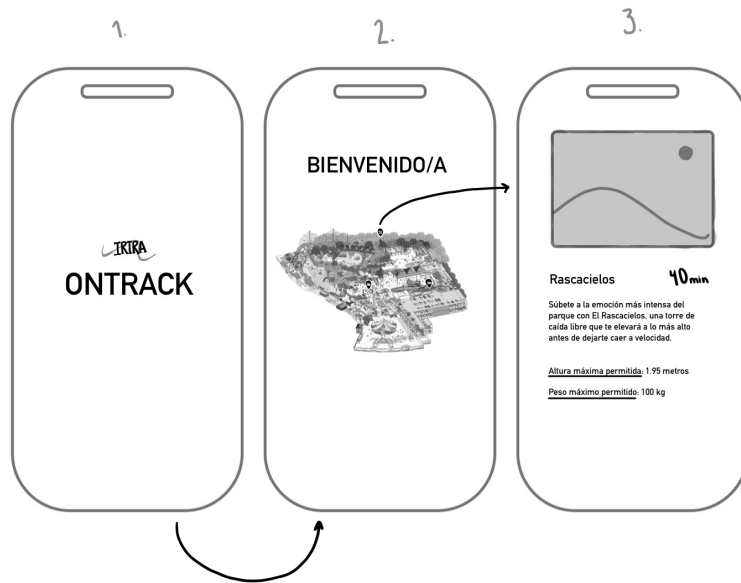 1.
2.
3.
IRIRA
ONTRACK
BIENVENIDO/A
Rascacielos
40min
Súbete a la emoción más intensa del
parque con El Rascacielos, una torre de
caída libre que te elevará a lo más alto
antes de dejarte caer a velocidad.
Altura máxima permitida: 1.95 metros
Peso máximo permitido: 100 kg